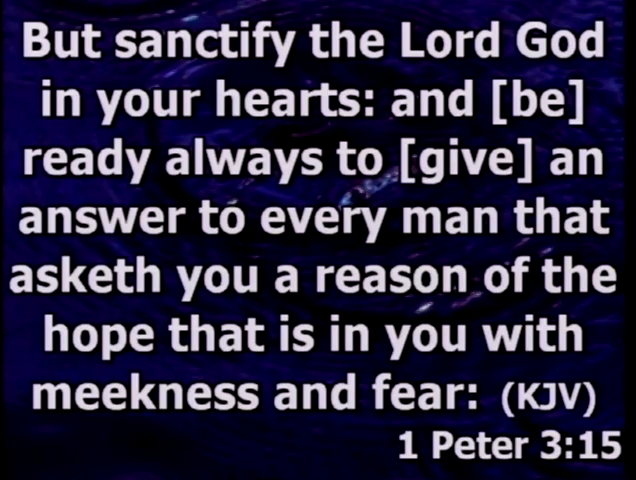 But sanctify the Lord God
in your hearts: and [be]
ready always to [give] an
answer to every man that
asketh you a reason of the
hope that is in you with
meekness and fear: (KJV)
1 Peter 3:15